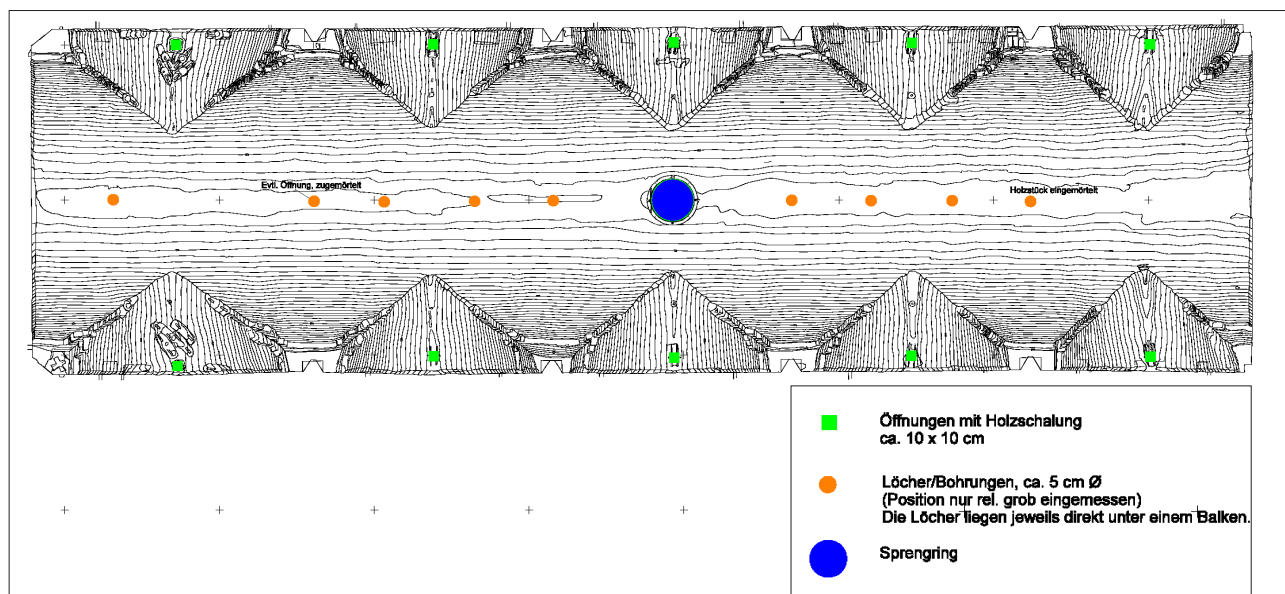 Evtl. Öffnung, zugemörtelt
Holzstück eingemörtelt
Öffnungen mit Holzschalung
ca. 10 x 10 cm
Löcher/Bohrungen, ca. 5 cm Ø
(Position nur rel. grob eingemessen)
Die Löcher liegen jeweils direkt unter einem Balken.
Sprengring